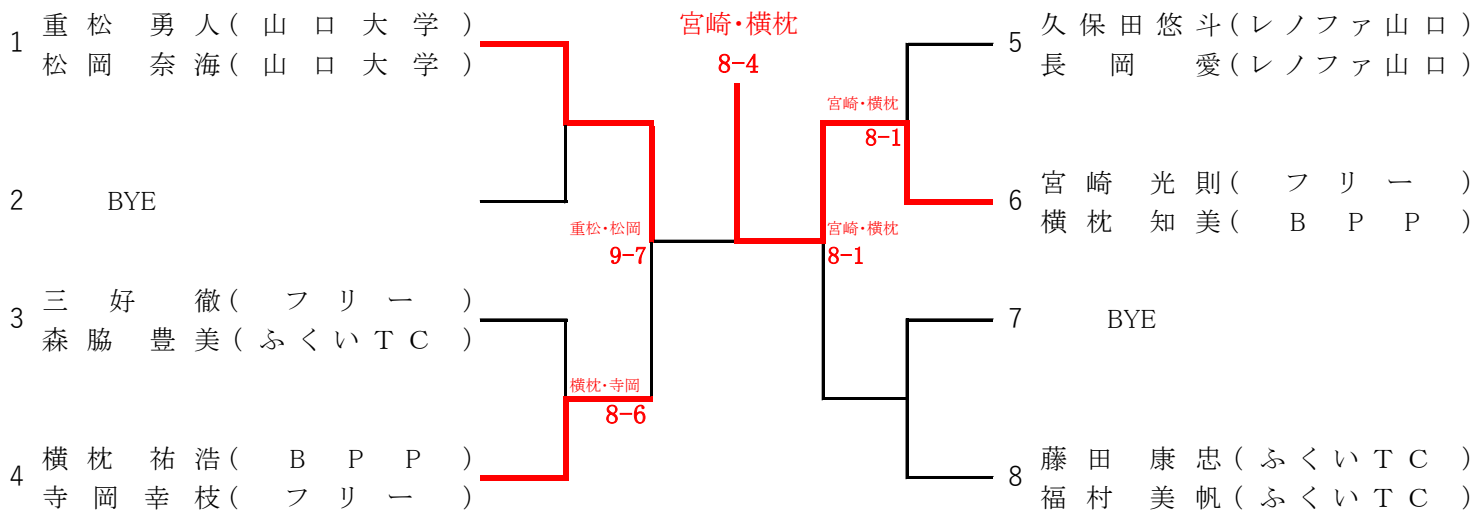 1 重松 勇人(山口大学)
松岡 奈海(山口大学)
2 BYE
3 三好 徹(フリー)
森脇 豊美(ふくいTC)
4 横枕 祐浩(BPP)
寺岡幸枝(フリー)
重松・松岡
9-7
横枕・寺岡
8-6
宮崎・横枕
8-4
宮崎・横枕
8-1
宮崎・横枕
8-1
5 久保田悠斗(レノファ山口)
長岡 愛(レノファ山口)
6 宮崎 光則(フリー)
横枕 知美(BPP)
7 BYE
8 藤田 康忠(ふくいTC)
福村 美帆(ふくいTC)